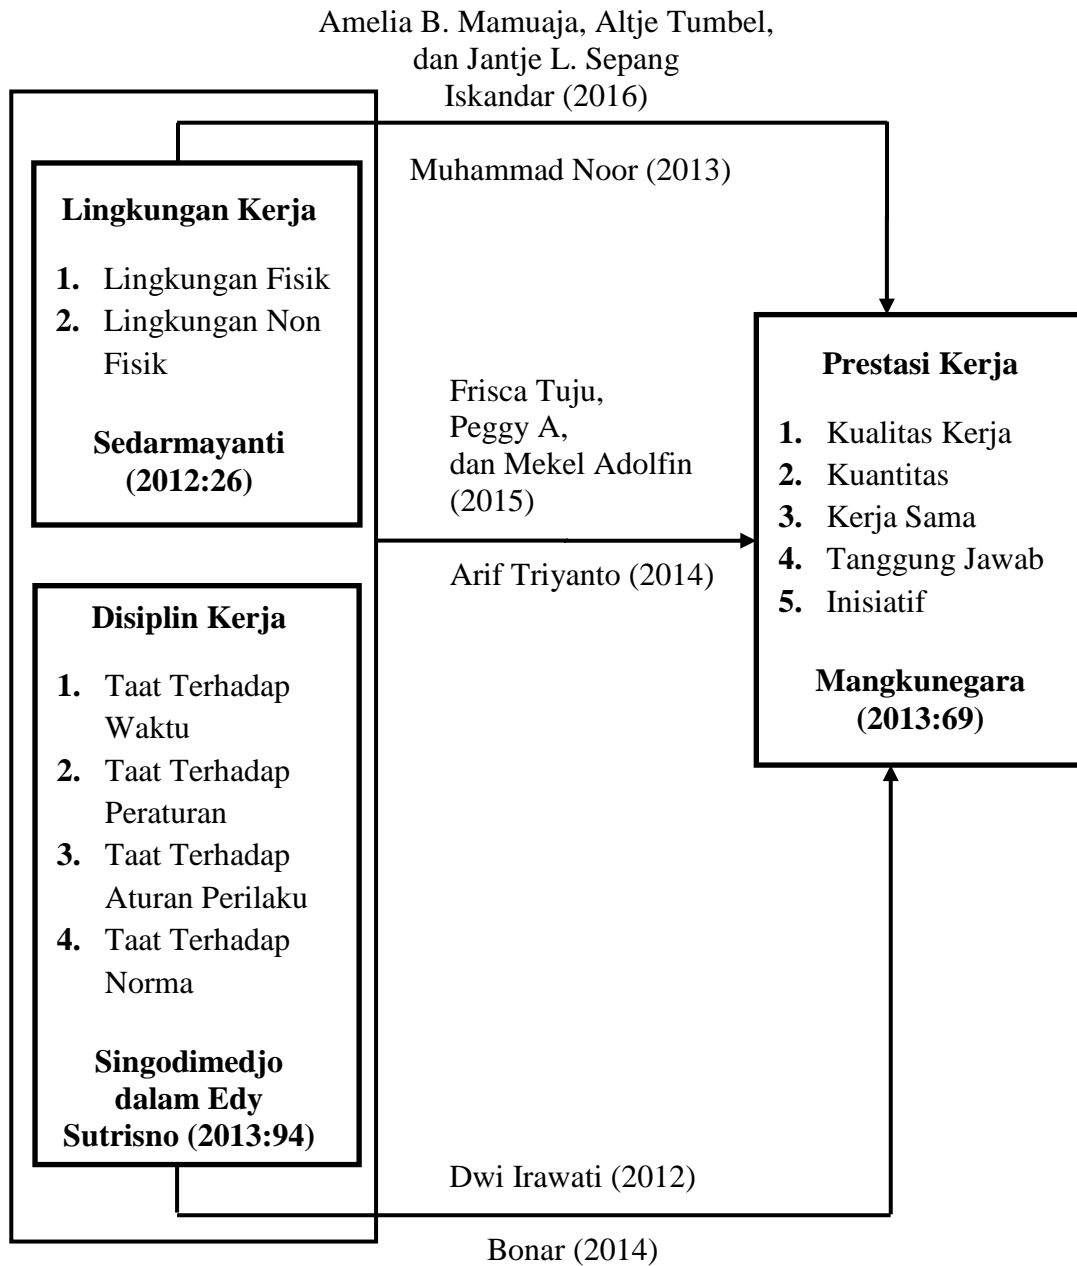 Amelia B. Mamuaja, Altje Tumbel,
dan Jantje L. Sepang
Iskandar (2016)
Muhammad Noor (2013)
Lingkungan Kerja
1. Lingkungan Fisik
2. Lingkungan Non
Fisik
Sedarmayanti
(2012:26)
Frisca Tuju,
Peggy A,
dan Mekel Adolfin
(2015)
Arif Triyanto (2014)
Prestasi Kerja
1. Kualitas Kerja
2. Kuantitas
3. Kerja Sama
4. Tanggung Jawab
5. Inisiatif
Mangkunegara
(2013:69)
Disiplin Kerja
1. Taat Terhadap
Waktu
2. Taat Terhadap
Peraturan
3. Taat Terhadap
Aturan Perilaku
4. Taat Terhadap
Norma
Singodimedjo
dalam Edy
Sutrisno (2013:94)
Dwi Irawati (2012)
Bonar (2014)